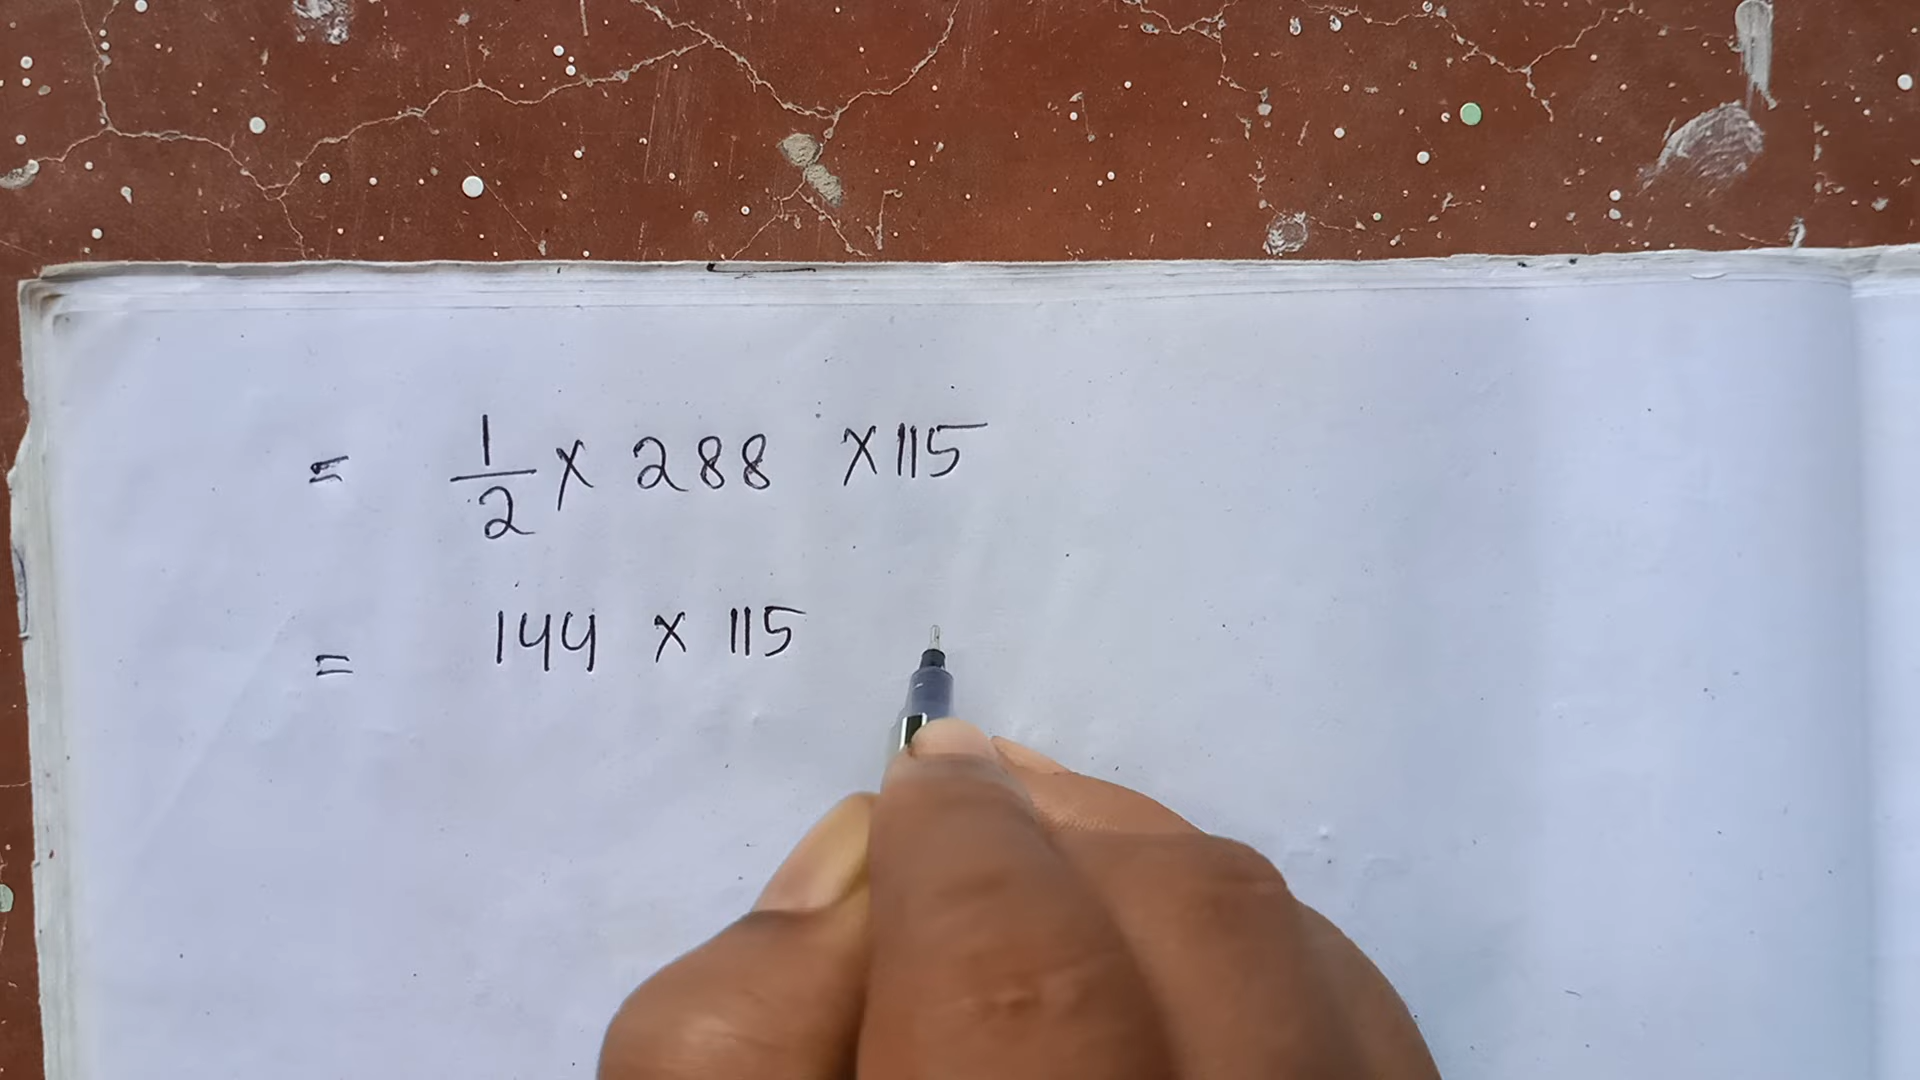 = 1/2 × 288 × 115
= 144 × 115